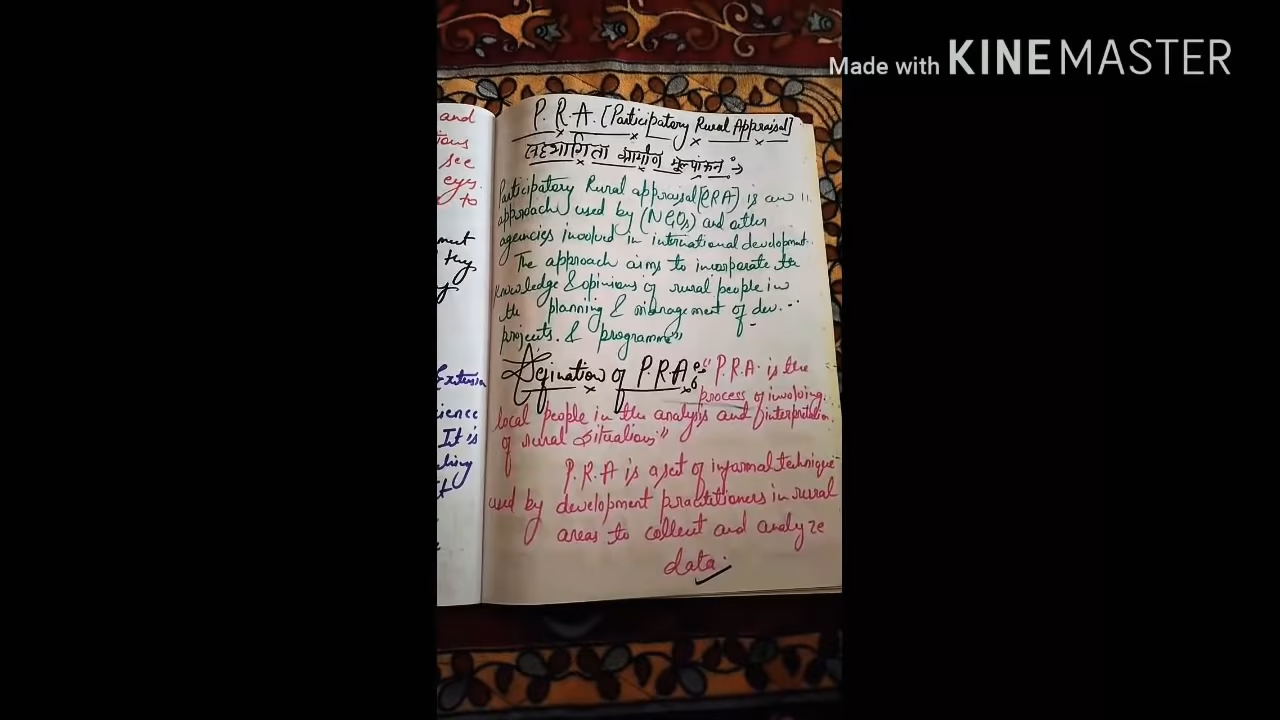 Made with KINEMASTER
and
tions
see
eyes.
to
ment
they
Extension
ience
It is
P.R.A. [Participatory Rural Appraisal]
सहभागिता ग्रामीण मूल्यांकन :→
Participatory Rural appraisal [PRA] is an
approach used by (NGOs) and other
agencies involved in international development.
The approach aims to incorporate the
knowledge & opinions of rural people in
the planning & management of dev...
projects. & programme"
Defination of P.R.A : "P.R.A. is the
process of involving
local people in the analysis and interpretation
of rural situations"
P.R.A is a set of informal technique
used by development practitioners in rural
areas to collect and analyze
data.